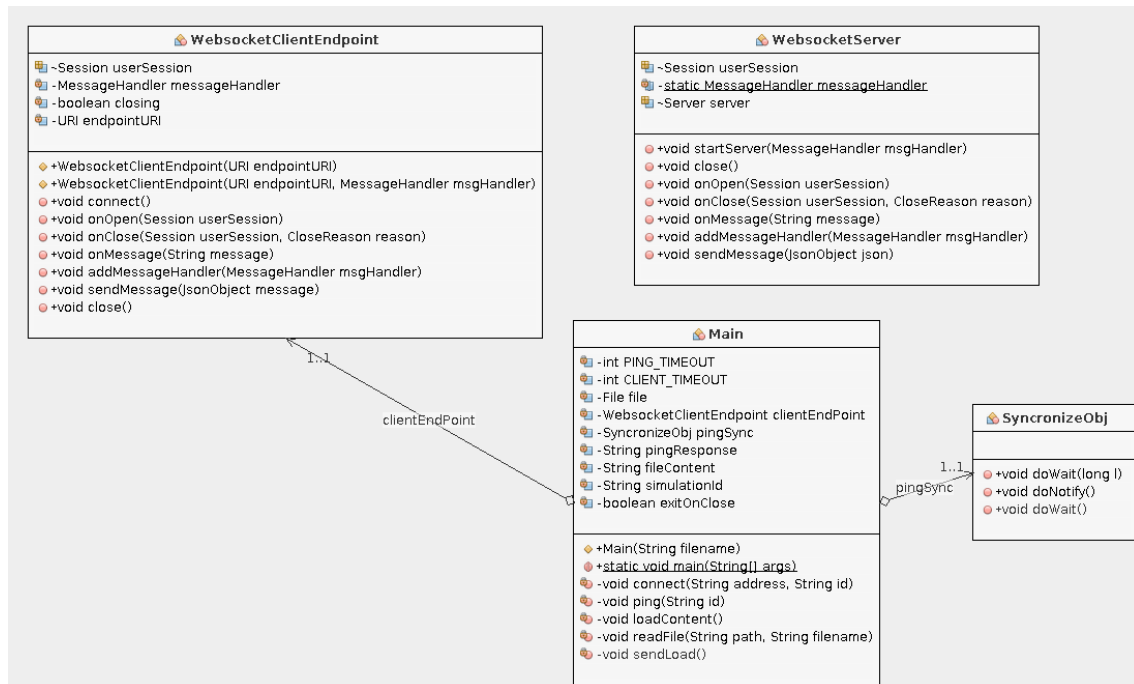 WebsocketClientEndpoint
~Session userSession
-MessageHandler messageHandler
-boolean closing
-URI endpointURI
+WebsocketClientEndpoint(URI endpointURI)
+WebsocketClientEndpoint(URI endpointURI, MessageHandler msgHandler)
+void connect()
+void onOpen(Session userSession)
+void onClose(Session userSession, CloseReason reason)
+void onMessage(String message)
+void addMessageHandler(MessageHandler msgHandler)
+void sendMessage(JsonObject message)
+void close()
WebsocketServer
~Session userSession
-static MessageHandler messageHandler
~Server server
+void startServer(MessageHandler msgHandler)
+void close()
+void onOpen(Session userSession)
+void onClose(Session userSession, CloseReason reason)
+void onMessage(String message)
+void addMessageHandler(MessageHandler msgHandler)
+void sendMessage(JsonObject json)
1..1
clientEndPoint
Main
-int PING_TIMEOUT
-int CLIENT_TIMEOUT
-File file
-WebsocketClientEndpoint clientEndPoint
-SyncronizeObj pingSync
-String pingResponse
-String fileContent
-String simulationId
-boolean exitOnClose
+Main(String filename)
+static void main(String[] args)
-void connect(String address, String id)
-void ping(String id)
-void loadContent()
-void readFile(String path, String filename)
-void sendLoad()
1..1
pingSync
SyncronizeObj
+void doWait(long l)
+void doNotify()
+void doWait()